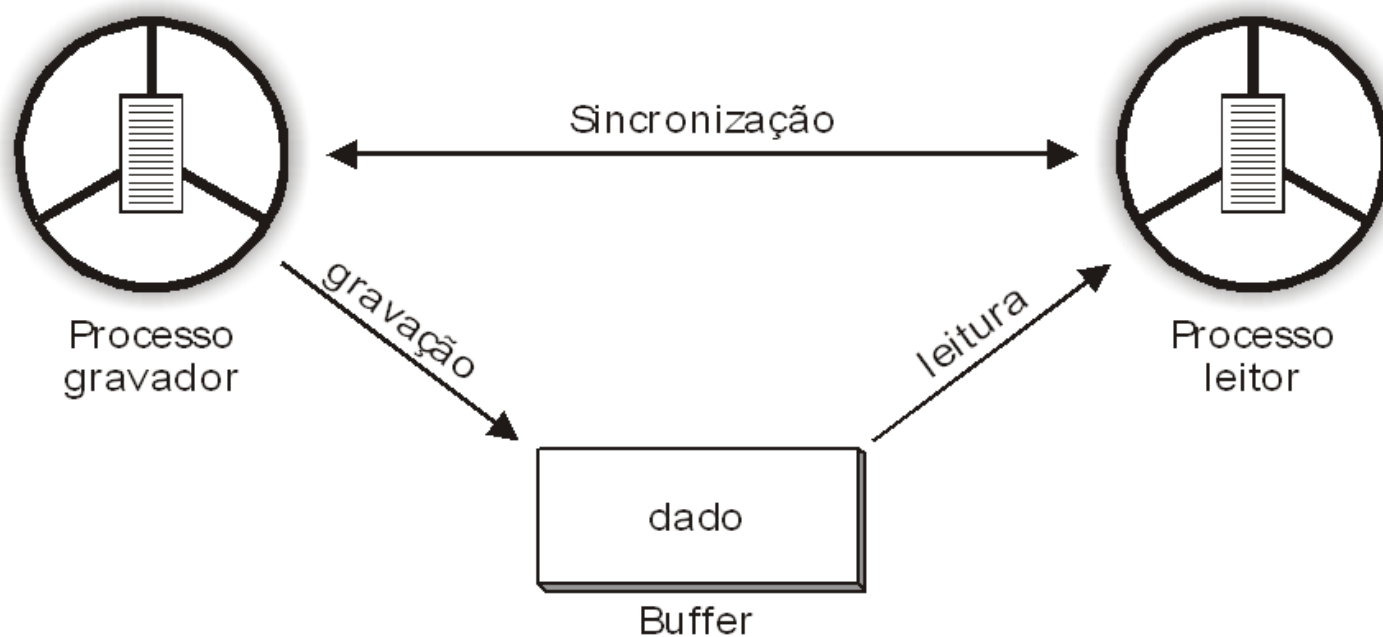 Sincronização
gravação
leitura
Processo
gravador
Processo
leitor
dado
Buffer